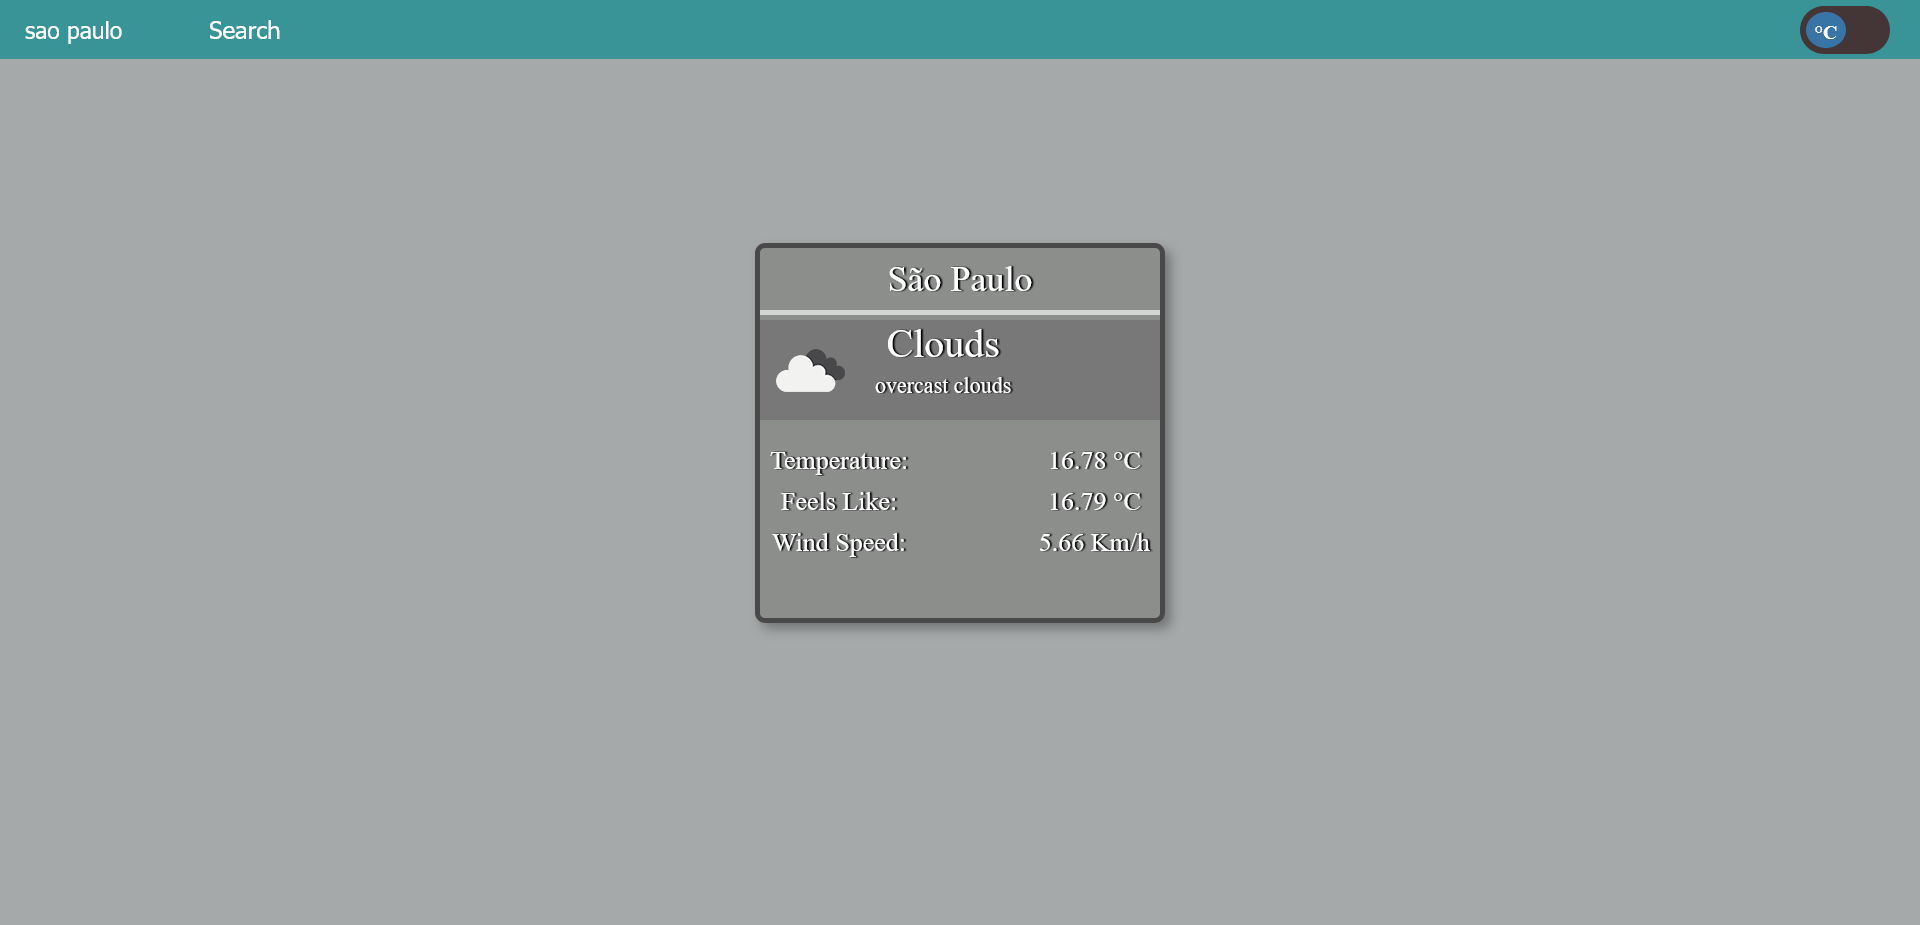 sao paulo Search °C
São Paulo
Clouds
overcast clouds
Temperature: 16.78 °C
Feels Like: 16.79 °C
Wind Speed: 5.66 Km/h